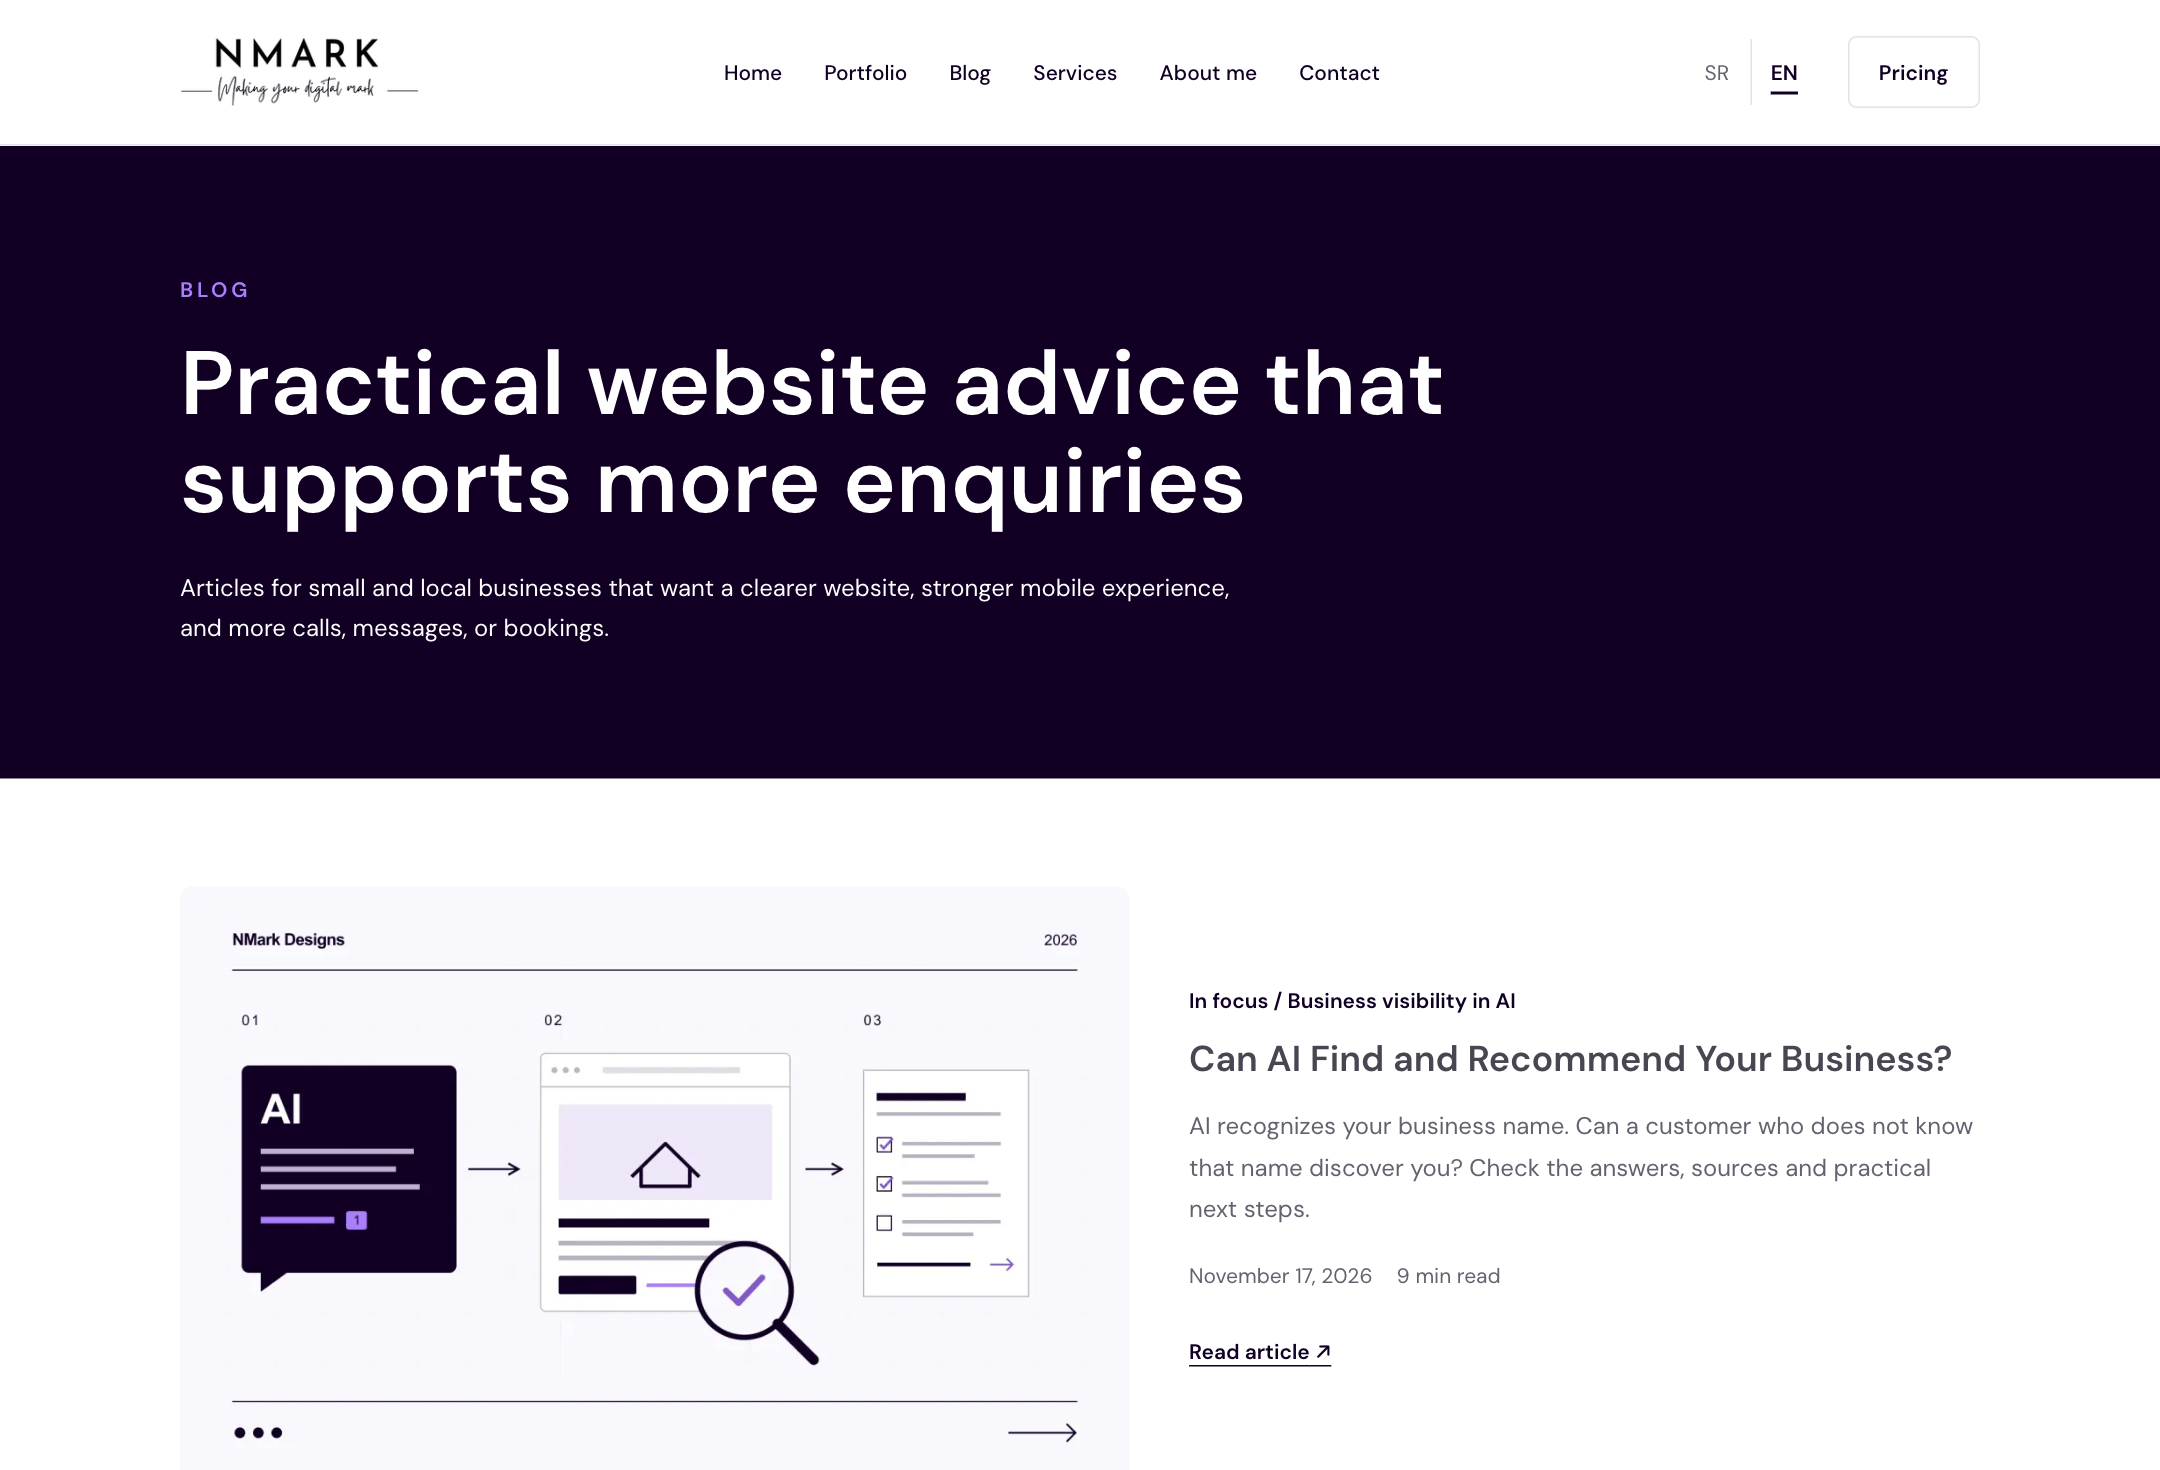 NMARK
Making your digital mark
Home
Portfolio
Blog
Services
About me
Contact
SR
EN
Pricing
BLOG
Practical website advice that
supports more enquiries
Articles for small and local businesses that want a clearer website, stronger mobile experience,
and more calls, messages, or bookings.
NMark Designs
2026
01
02
03
AI
1
In focus / Business visibility in AI
Can AI Find and Recommend Your Business?
AI recognizes your business name. Can a customer who does not know
that name discover you? Check the answers, sources and practical
next steps.
November 17, 2026
9 min read
Read article